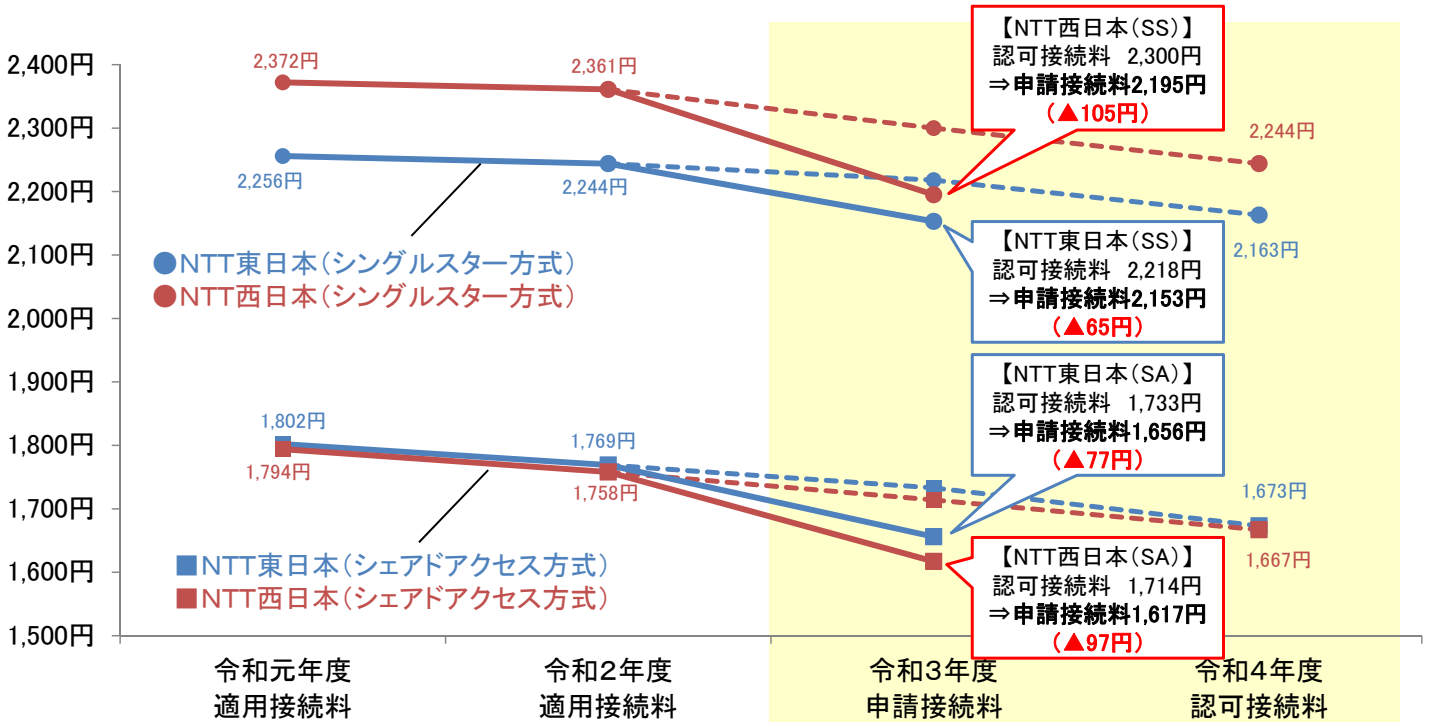 2,400円
2,300円
2,200円
2,100円
2,000円
1,900円
1,800円
1,700円
1,600円
1,500円
2,372円
2,361円
2,244円
2,256円
2,244円
2,163円
●NTT東日本(シングルスター方式)
●NTT西日本(シングルスター方式)
1,802円
1,769円
1,673円
1,794円
1,758円
1,667円
■NTT東日本(シェアドアクセス方式)
■NTT西日本(シェアドアクセス方式)
【NTT西日本(SS)】
認可接続料 2,300円
⇒申請接続料2,195円
(▲105円)
【NTT東日本(SS)】
認可接続料 2,218円
⇒申請接続料2,153円
(▲65円)
【NTT東日本(SA)】
認可接続料 1,733円
⇒申請接続料1,656円
(▲77円)
【NTT西日本(SA)】
認可接続料 1,714円
⇒申請接続料1,617円
(▲97円)
令和元年度
適用接続料
令和2年度
適用接続料
令和3年度
申請接続料
令和4年度
認可接続料